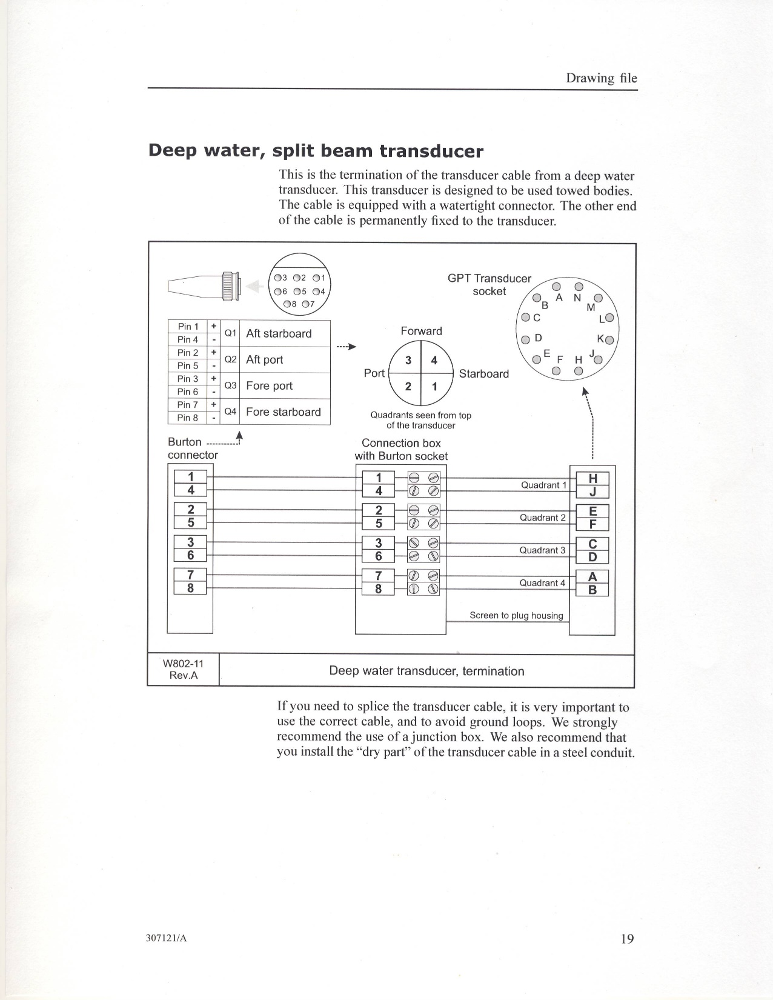 Drawing file
Deep water, split beam transducer
This is the termination of the transducer cable from a deep water
transducer. This transducer is designed to be used towed bodies.
The cable is equipped with a watertight connector. The other end
of the cable is permanently fixed to the transducer.
3 2 1
6 5 4
8 7
GPT Transducer
socket
A N
B M
C L
D K
E J
F H
Pin 1 + Q1 Aft starboard
Pin 4 -
Pin 2 + Q2 Aft port
Pin 5 -
Pin 3 + Q3 Fore port
Pin 6 -
Pin 7 + Q4 Fore starboard
Pin 8 -
Forward
3 4
Port Starboard
2 1
Quadrants seen from top
of the transducer
Burton
connector
Connection box
with Burton socket
1 1 Quadrant 1 H
4 4 J
2 2 Quadrant 2 E
5 5 F
3 3 Quadrant 3 C
6 6 D
7 7 Quadrant 4 A
8 8 B
Screen to plug housing
W802-11
Rev.A
Deep water transducer, termination
If you need to splice the transducer cable, it is very important to
use the correct cable, and to avoid ground loops. We strongly
recommend the use of a junction box. We also recommend that
you install the “dry part” of the transducer cable in a steel conduit.
307121/A 19